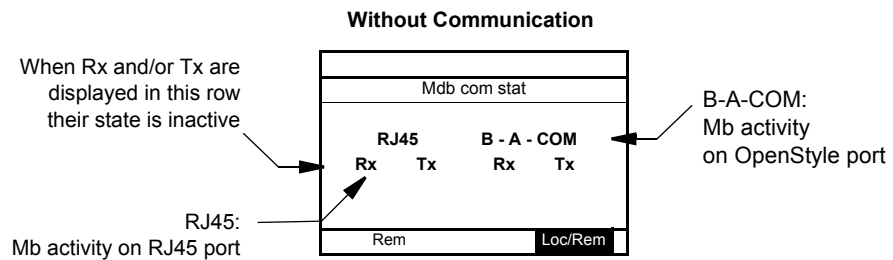 Without Communication
When Rx and/or Tx are
displayed in this row
their state is inactive
Mdb com stat
RJ45 B - A - COM
Rx Tx Rx Tx
Rem Loc/Rem
B-A-COM:
Mb activity
on OpenStyle port
RJ45:
Mb activity on RJ45 port